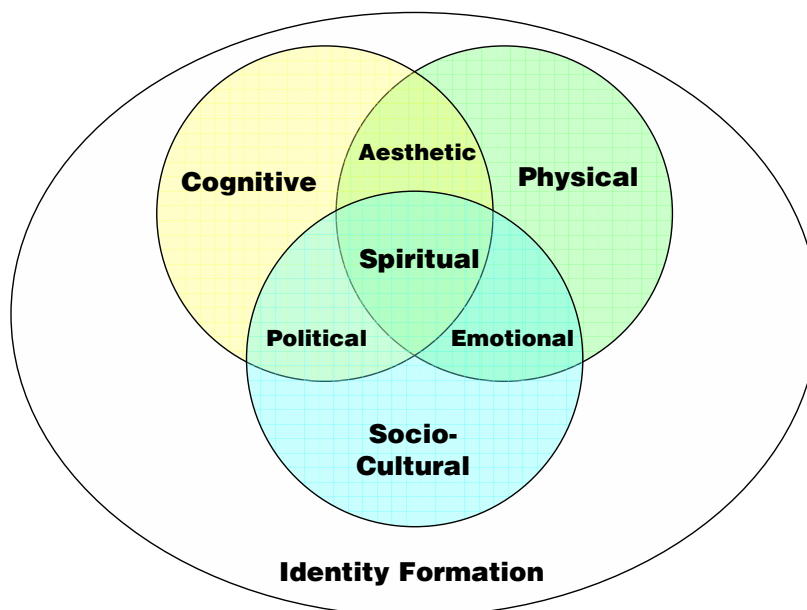 Aesthetic
Cognitive
Physical
Spiritual
Political
Emotional
Socio-
Cultural
Identity Formation